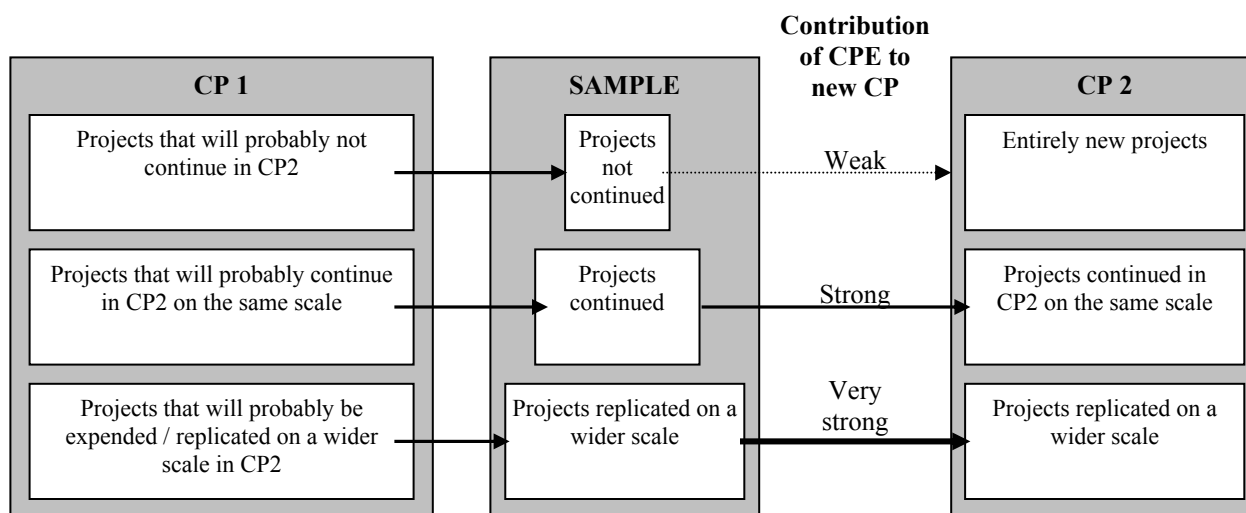 Contribution
of CPE to
new CP
CP 1
SAMPLE
CP 2
Projects that will probably not
continue in CP2
Projects
not
continued
Weak
Entirely new projects
Projects that will probably continue
in CP2 on the same scale
Projects
continued
Strong
Projects continued in
CP2 on the same scale
Projects that will probably be
expended / replicated on a wider
scale in CP2
Projects replicated on a
wider scale
Very
strong
Projects replicated on a
wider scale